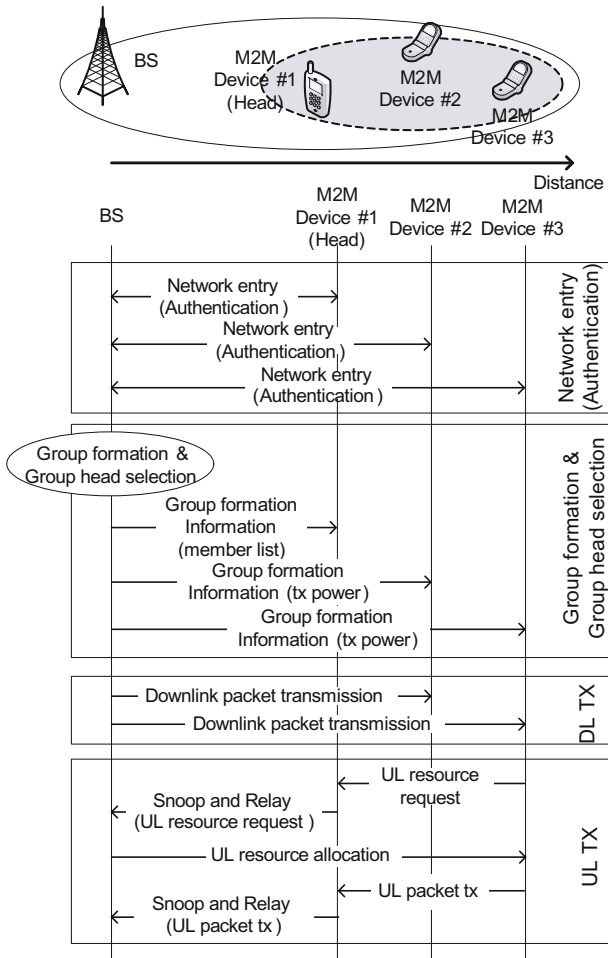 BS
M2M
Device #1
(Head)
M2M
Device #2
M2M
Device #3
Distance
BS
M2M
Device #1
(Head)
M2M
Device #2
M2M
Device #3
Network entry
(Authentication )
Network entry
(Authentication)
Network entry
(Authentication )
Network entry
(Authentication)
Group formation &
Group head selection
Group formation
Information
(member list)
Group formation
Information (tx power)
Group formation
Information (tx power)
Group formation &
Group head selection
Downlink packet transmission
Downlink packet transmission
DL TX
UL resource
request
Snoop and Relay
(UL resource request )
UL resource allocation
UL packet tx
Snoop and Relay
(UL packet tx )
UL TX